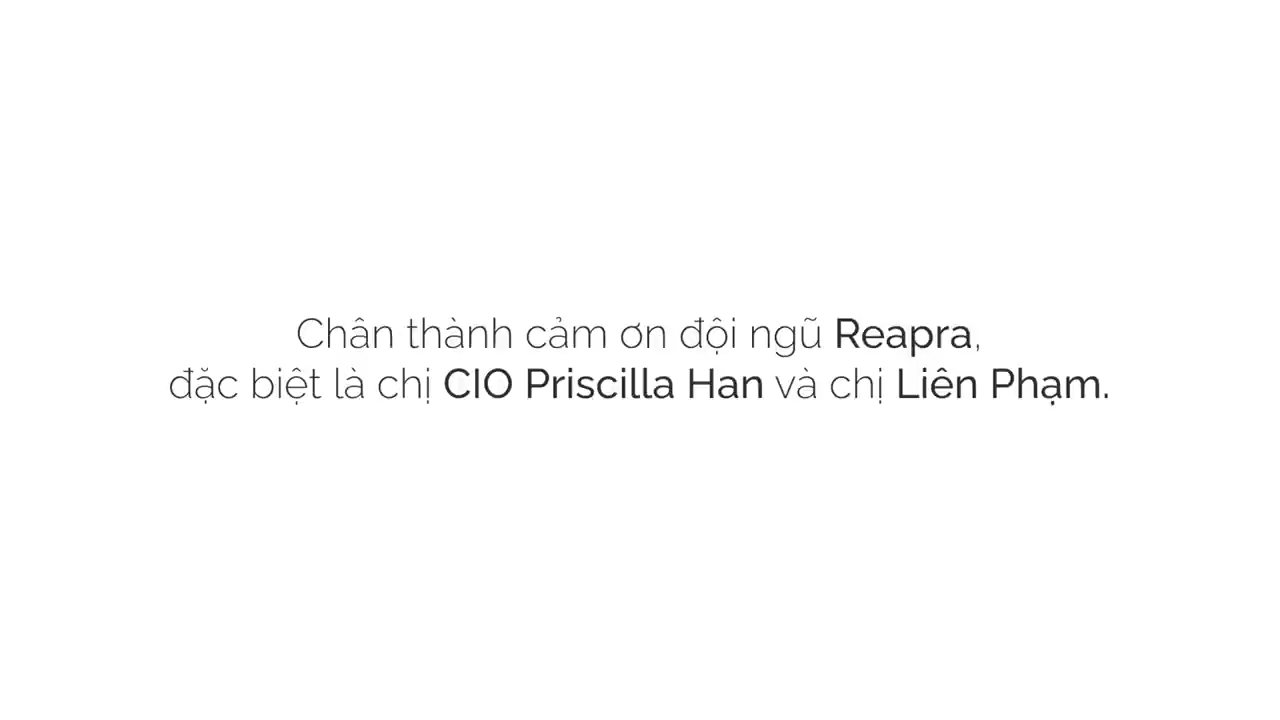 Chân thành cảm ơn đội ngũ Reapra,
đặc biệt là chị CIO Priscilla Han và chị Liên Phạm.